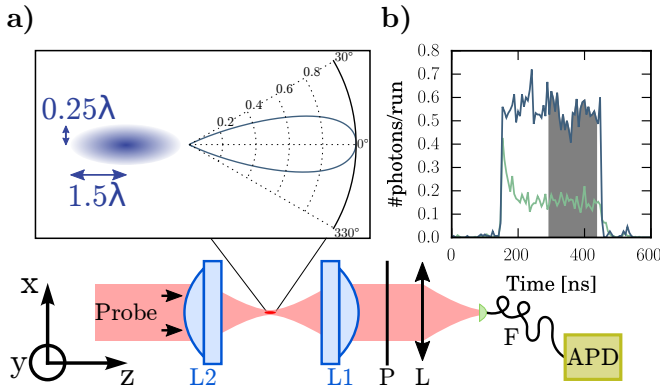 a)
0.25λ
1.5λ
0.2
0.4
0.6
0.8
30°
0°
330°
b)
#photons/run
0.8
0.7
0.6
0.5
0.4
0.3
0.2
0.1
0.0
0
200
400
600
Time [ns]
x
y
z
Probe
L2
L1
P
L
F
APD